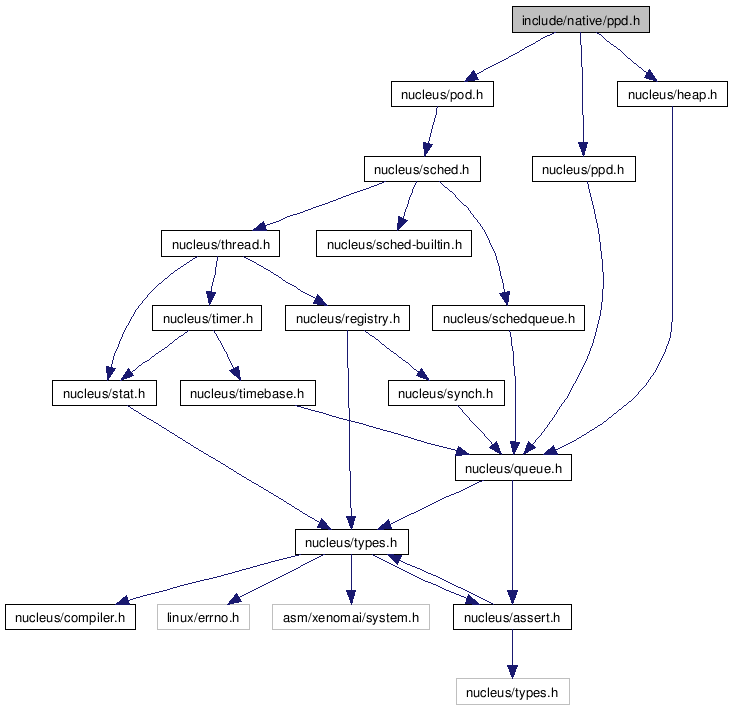 include/native/ppd.h
nucleus/pod.h
nucleus/heap.h
nucleus/sched.h
nucleus/ppd.h
nucleus/thread.h
nucleus/sched-builtin.h
nucleus/timer.h
nucleus/registry.h
nucleus/schedqueue.h
nucleus/stat.h
nucleus/timebase.h
nucleus/synch.h
nucleus/queue.h
nucleus/types.h
nucleus/compiler.h
linux/errno.h
asm/xenomai/system.h
nucleus/assert.h
nucleus/types.h